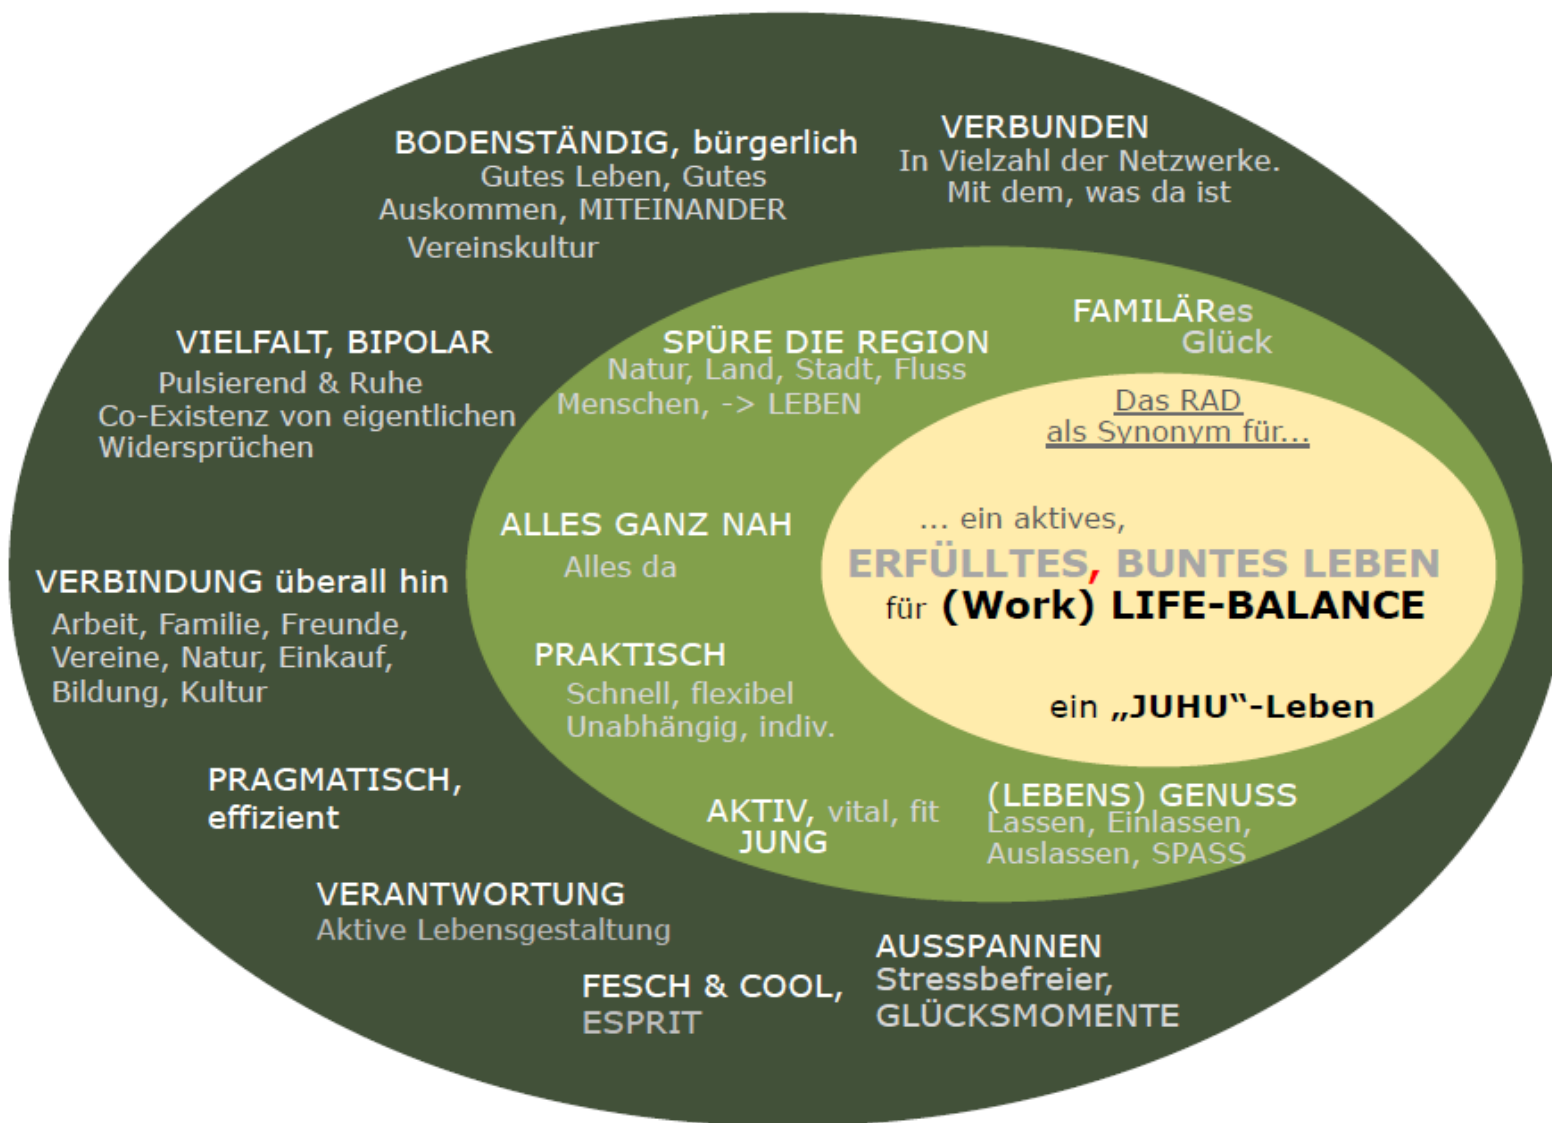 BODENSTÄNDIG, bürgerlich
Gutes Leben, Gutes
Auskommen, MITEINANDER
Vereinskultur
VERBUNDEN
In Vielzahl der Netzwerke.
Mit dem, was da ist
VIELFALT, BIPOLAR
Pulsierend & Ruhe
Co-Existenz von eigentlichen
Widersprüchen
SPÜRE DIE REGION
Natur, Land, Stadt, Fluss
Menschen, -> LEBEN
FAMILÄRes
Glück
Das RAD
als Synonym für...
... ein aktives,
ERFÜLLTES, BUNTES LEBEN
für (Work) LIFE-BALANCE
ein „JUHU“-Leben
ALLES GANZ NAH
Alles da
VERBINDUNG überall hin
Arbeit, Familie, Freunde,
Vereine, Natur, Einkauf,
Bildung, Kultur
PRAKTISCH
Schnell, flexibel
Unabhängig, indiv.
PRAGMATISCH,
effizient
AKTIV, vital, fit
JUNG
(LEBENS) GENUSS
Lassen, Einlassen,
Auslassen, SPASS
VERANTWORTUNG
Aktive Lebensgestaltung
FESCH & COOL,
ESPRIT
AUSSPANNEN
Stressbefreier,
GLÜCKSMOMENTE